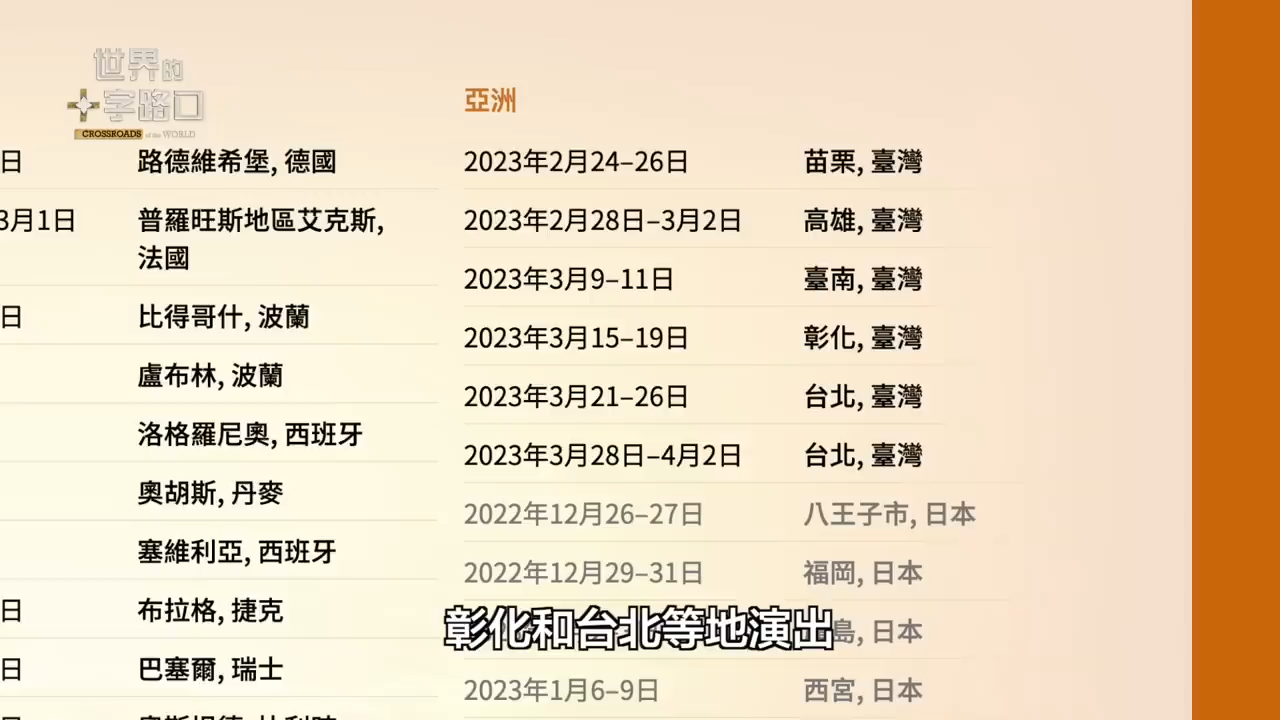 世界的
十字路口
CROSSROADS of the WORLD
亞洲
日 路德維希堡, 德國
3月1日 普羅旺斯地區艾克斯,
法國
日 比得哥什, 波蘭
盧布林, 波蘭
洛格羅尼奧, 西班牙
奧胡斯, 丹麥
塞維利亞, 西班牙
日 布拉格, 捷克
日 巴塞爾, 瑞士
2023年2月24–26日 苗栗, 臺灣
2023年2月28日–3月2日 高雄, 臺灣
2023年3月9–11日 臺南, 臺灣
2023年3月15–19日 彰化, 臺灣
2023年3月21–26日 台北, 臺灣
2023年3月28日–4月2日 台北, 臺灣
2022年12月26–27日 八王子市, 日本
2022年12月29–31日 福岡, 日本
島, 日本
2023年1月6–9日 西宮, 日本
彰化和台北等地演出